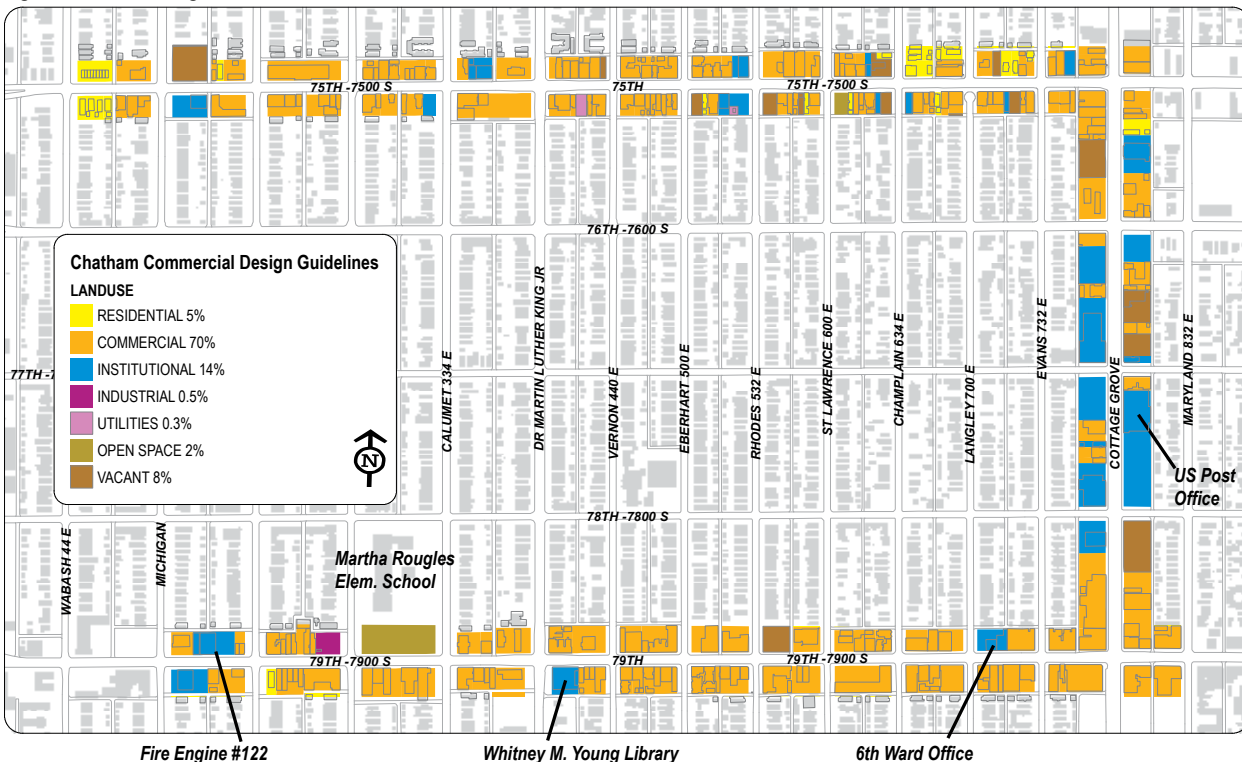 75TH -7500 S
75TH
75TH -7500 S
76TH -7600 S
Chatham Commercial Design Guidelines
LANDUSE
RESIDENTIAL 5%
COMMERCIAL 70%
INSTITUTIONAL 14%
INDUSTRIAL 0.5%
UTILITIES 0.3%
OPEN SPACE 2%
VACANT 8%
N
77TH -7
CALUMET 334 E
DR MARTIN LUTHER KING JR
VERNON 440 E
EBERHART 500 E
RHODES 532 E
ST LAWRENCE 600 E
CHAMPLAIN 634 E
LANGLEY 700 E
EVANS 732 E
COTTAGE GROVE
MARYLAND 832 E
US Post
Office
78TH -7800 S
WABASH 44 E
MICHIGAN
Martha Rougles
Elem. School
79TH -7900 S
79TH
79TH -7900 S
Fire Engine #122
Whitney M. Young Library
6th Ward Office